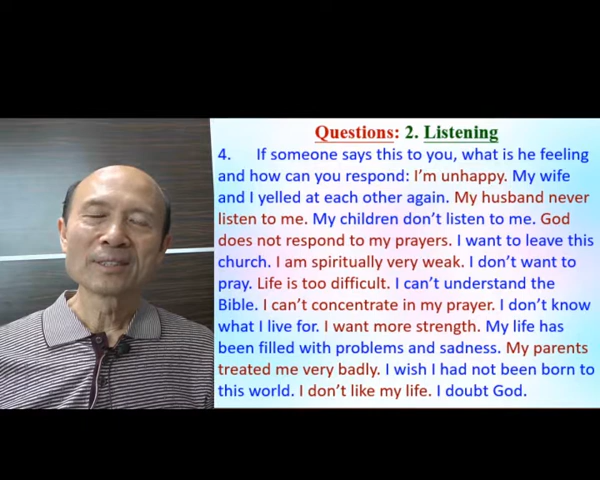 Questions: 2. Listening
4. If someone says this to you, what is he feeling
and how can you respond: I'm unhappy. My wife
and I yelled at each other again. My husband never
listen to me. My children don't listen to me. God
does not respond to my prayers. I want to leave this
church. I am spiritually very weak. I don't want to
pray. Life is too difficult. I can't understand the
Bible. I can't concentrate in my prayer. I don't know
what I live for. I want more strength. My life has
been filled with problems and sadness. My parents
treated me very badly. I wish I had not been born to
this world. I don't like my life. I doubt God.